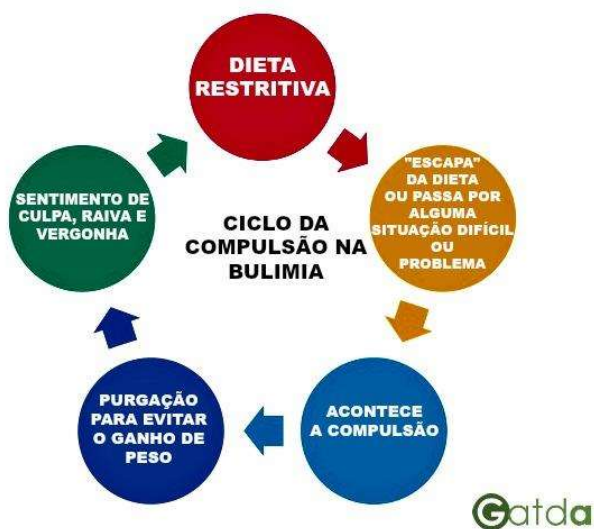 DIETA
RESTRITIVA
"ESCAPA"
DA DIETA
OU PASSA POR
ALGUMA
SITUAÇÃO DIFÍCIL
OU
PROBLEMA
ACONTECE
A COMPULSÃO
PURGAÇÃO
PARA EVITAR
O GANHO DE
PESO
SENTIMENTO DE
CULPA, RAIVA E
VERGONHA
CICLO DA
COMPULSÃO NA
BULIMIA
Gatda